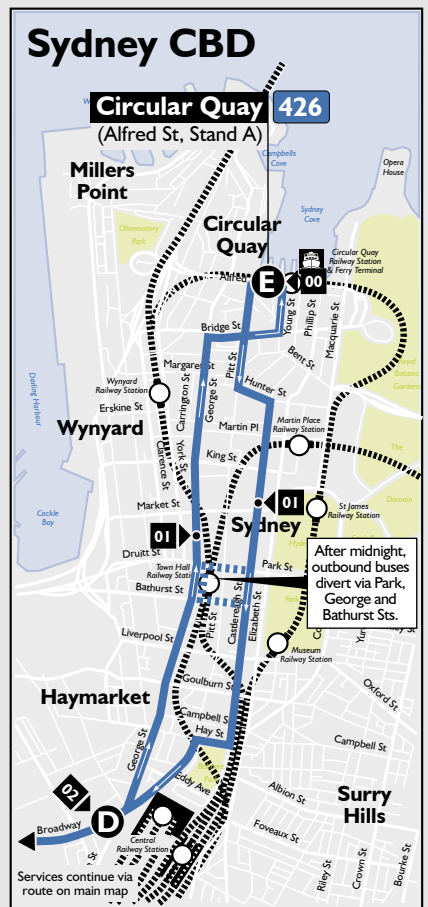 Sydney CBD
Circular Quay 426
(Alfred St, Stand A)
Campbells
Cove
Opera
House
Millers
Point
Observatory
Park
Sydney
Cove
Circular
Quay
Circular Quay
Railway Station
& Ferry Terminal
Alfred
E
00
Young St
Phillip St
Macquarie St
Bridge St
Pitt St
Bent St
Botanic
Gardens
Margaret St
Hunter St
Wynyard
Railway Station
Carrington St
George St
Erskine St
Darling Harbour
Martin Pl
Martin Place
Railway Station
Wynyard
York St
Clarence St
King St
The
Domain
Market St
01
Sydney
St James
Railway Station
Cockle
Bay
01
Druitt St
Town Hall
Park St
After midnight,
outbound buses
divert via Park,
George and
Bathurst Sts.
Bathurst St
Park
Pitt St
Castlereagh St
Elizabeth St
Liverpool St
Museum
Railway Station
Goulburn St
Oxford St
Haymarket
Campbell St
Hay St
George St
Campbell St
Eddy Ave
Albion St
Surry
Hills
02
Broadway
D
Central
Railway Station
Foveaux St
Riley St
Crown St
Bourke St
Services continue via
route on main map